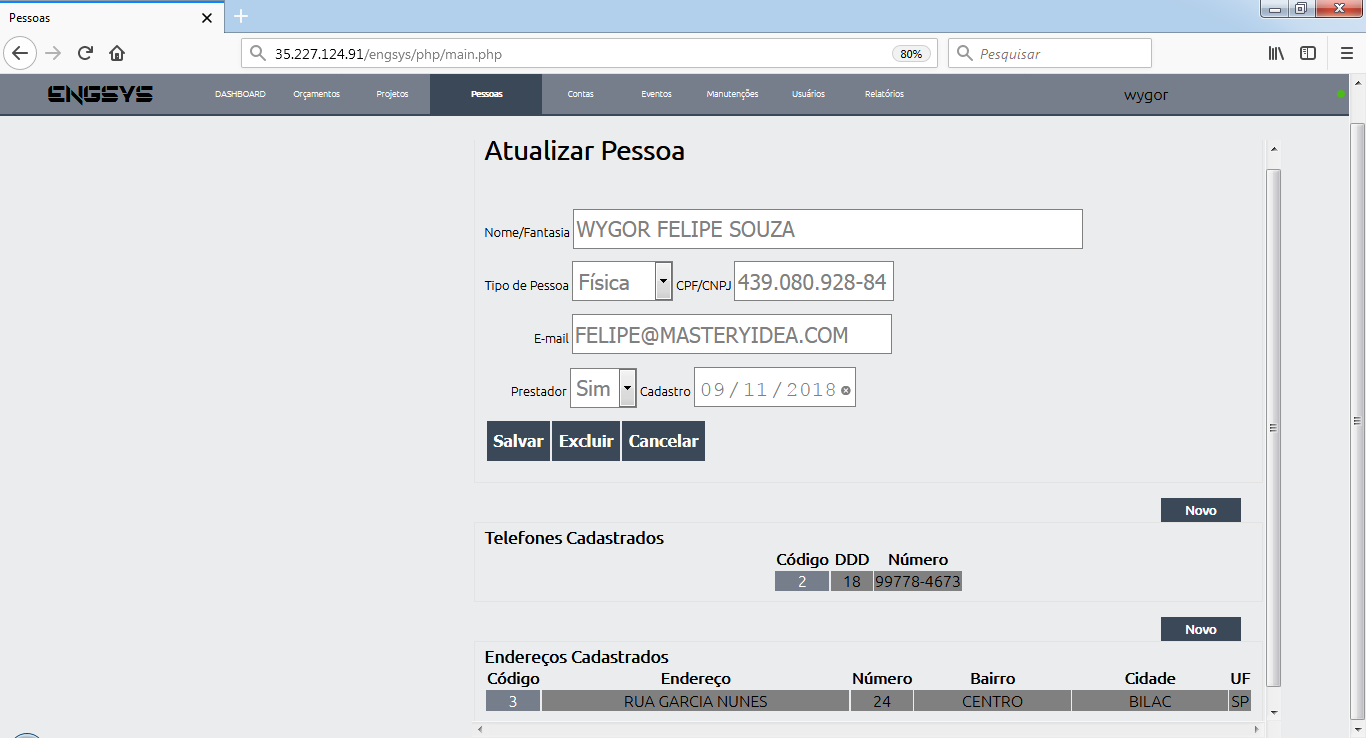 Pessoas
35.227.124.91/engsys/php/main.php 80% Pesquisar
ENGSYS DASHBOARD Orçamentos Projetos Pessoas Contas Eventos Manutenções Usuários Relatórios wygor
Atualizar Pessoa
Nome/Fantasia WYGOR FELIPE SOUZA
Tipo de Pessoa Física CPF/CNPJ 439.080.928-84
E-mail FELIPE@MASTERYIDEA.COM
Prestador Sim Cadastro 09/11/2018
Salvar Excluir Cancelar
Novo
Telefones Cadastrados
Código DDD Número
2 18 99778-4673
Novo
Endereços Cadastrados
Código Endereço Número Bairro Cidade UF
3 RUA GARCIA NUNES 24 CENTRO BILAC SP